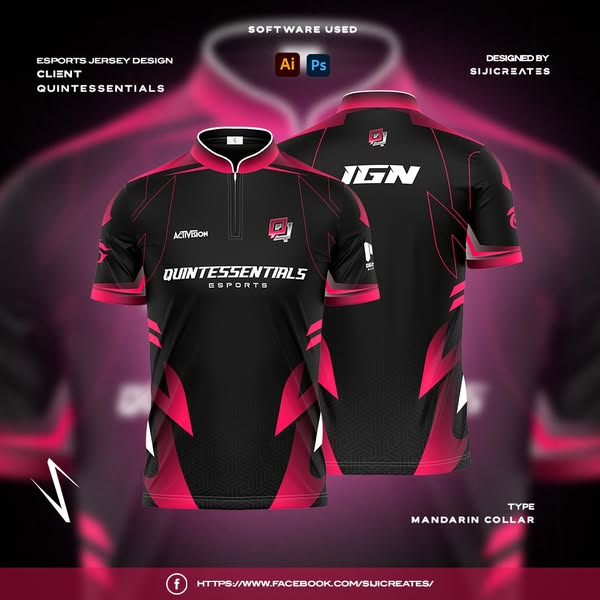 SOFTWARE USED
Ai Ps
ESPORTS JERSEY DESIGN
CLIENT
QUINTESSENTIALS
DESIGNED BY
SIJICREATES
IGN
ACTIVISION
QUINTESSENTIALS
ESPORTS
TYPE
MANDARIN COLLAR
HTTPS://WWW.FACEBOOK.COM/SIJICREATES/